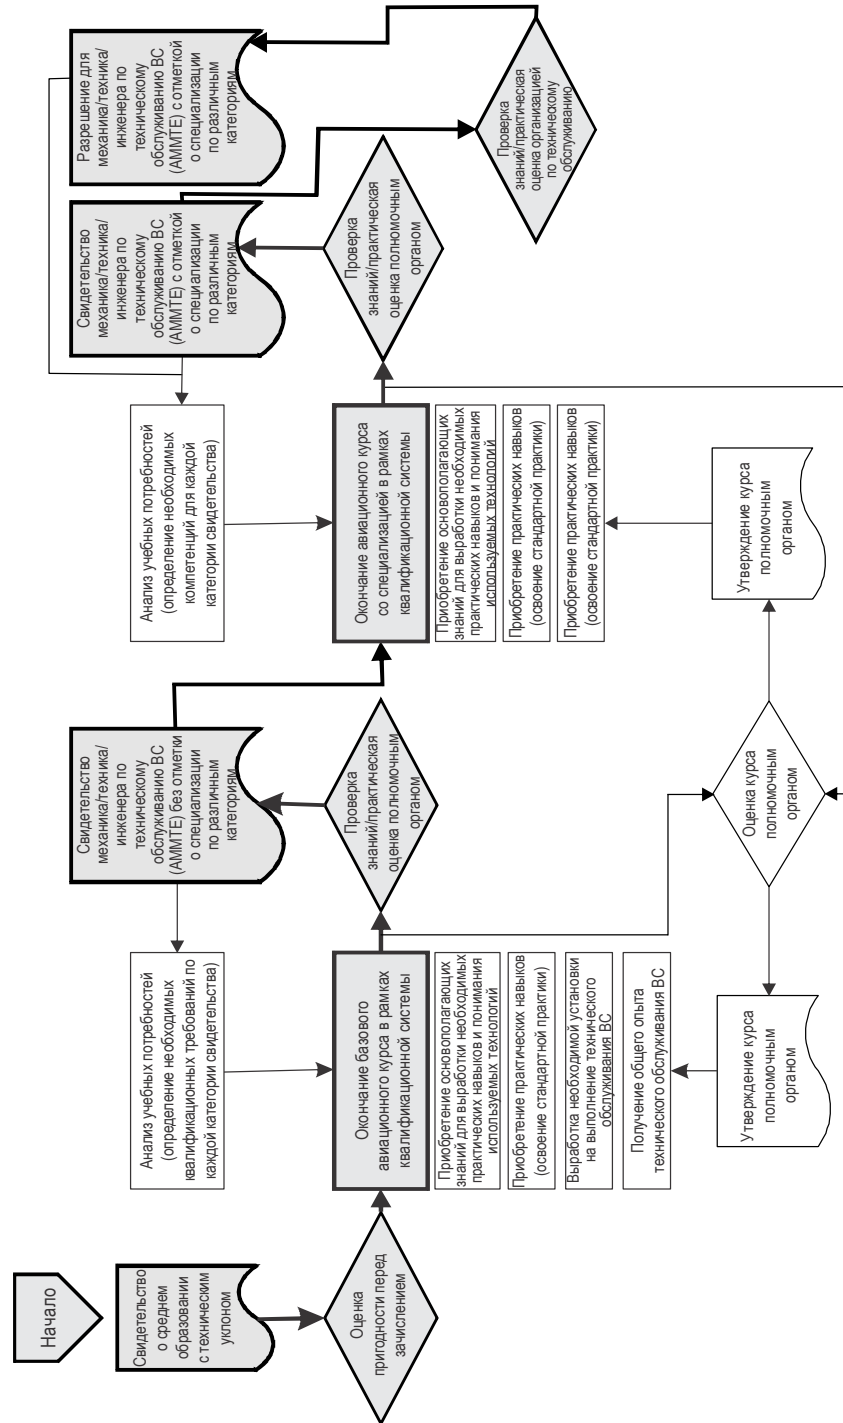 Начало
Свидетельство
о среднем
образовании
с техническим
уклоном
Оценка
пригодности перед
зачислением
Анализ учебных потребностей
(определение необходимых
квалификационных требований по
каждой категории свидетельства)
Окончание базового
авиационного курса в рамках
квалификационной системы
Приобретение основополагающих
знаний для выработки необходимых
практических навыков и понимания
используемых технологий
Приобретение практических навыков
(освоение стандартной практики)
Выработка необходимой установки
на выполнение технического
обслуживания ВС
Получение общего опыта
технического обслуживания ВС
Утверждение курса
полномочным
органом
Свидетельство
механика/техника/
инженера по
техническому
обслуживанию ВС
(AMMTE) без отметки
о специализации
по различным
категориям
Проверка
знаний/практическая
оценка полномочным
органом
Оценка курса
полномочным
органом
Анализ учебных потребностей
(определение необходимых
компетенций для каждой
категории свидетельства)
Окончание авиационного курса
со специализацией в рамках
квалификационной системы
Приобретение основополагающих
знаний для выработки необходимых
практических навыков и понимания
используемых технологий
Приобретение практических навыков
(освоение стандартной практики)
Приобретение практических навыков
(освоение стандартной практики)
Утверждение курса
полномочным
органом
Свидетельство
механика/техника/
инженера по
техническому
обслуживанию ВС
(AMMTE) с отметкой
о специализации
по различным
категориям
Проверка
знаний/практическая
оценка полномочным
органом
Разрешение для
механика/техника/
инженера по
техническому
обслуживанию ВС
(AMMTE) с отметкой
о специализации
по различным
категориям
Проверка
знаний/практическая
оценка организацией
по техническому
обслуживанию